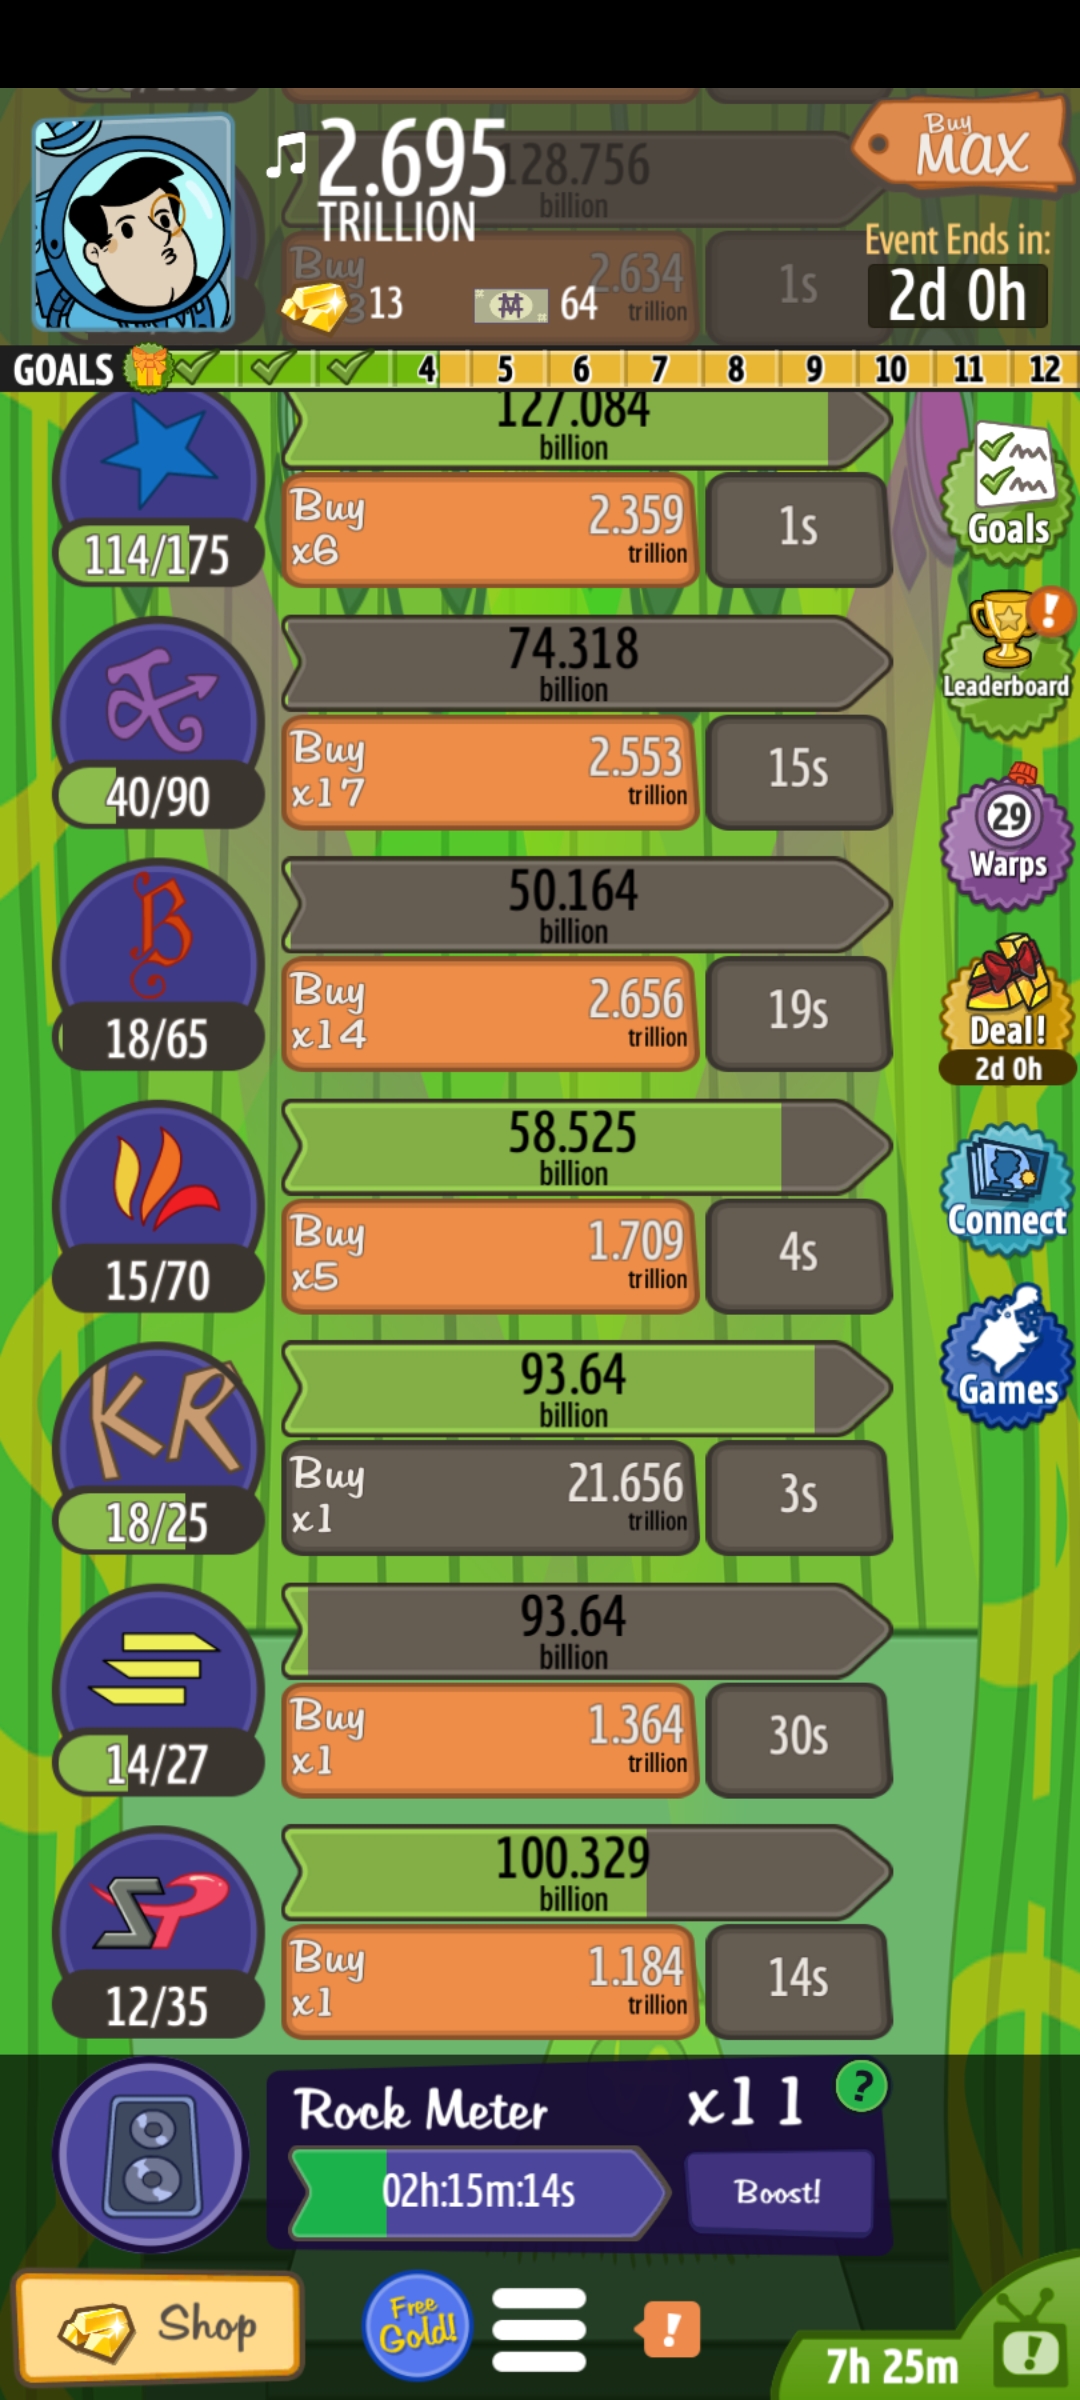 2.695
TRILLION
128.756
billion
Buy
MAX
Buy
2.634
trillion
1s
13
64
Event Ends in:
2d 0h
GOALS
4 5 6 7 8 9 10 11 12
127.084
billion
Buy
x6
2.359
trillion
1s
114/175
Goals
74.318
billion
Buy
x17
2.553
trillion
15s
40/90
Leaderboard
50.164
billion
Buy
x14
2.656
trillion
19s
B
18/65
29
Warps
Deal!
2d 0h
58.525
billion
Buy
x5
1.709
trillion
4s
15/70
Connect
93.64
billion
Buy
x1
21.656
trillion
3s
KR
18/25
Games
93.64
billion
Buy
x1
1.364
trillion
30s
14/27
100.329
billion
Buy
x1
1.184
trillion
14s
SP
12/35
Rock Meter
x11
?
02h:15m:14s
Boost!
Shop
Free
Gold!
!
7h 25m
!